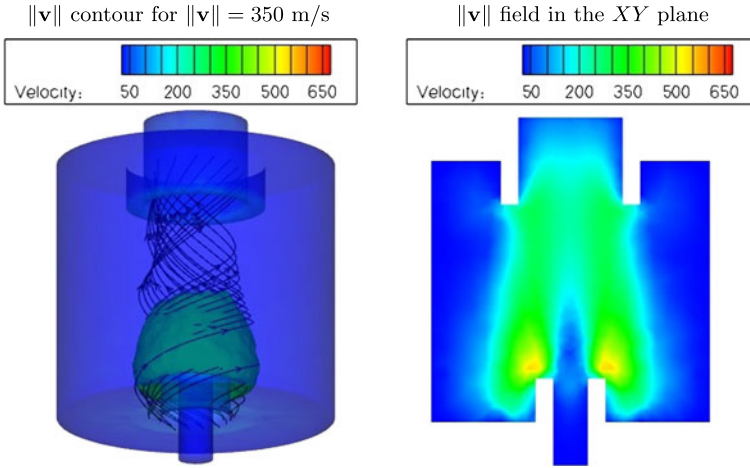 ‖v‖ contour for ‖v‖ = 350 m/s
Velocity: 50 200 350 500 650
‖v‖ field in the XY plane
Velocity: 50 200 350 500 650